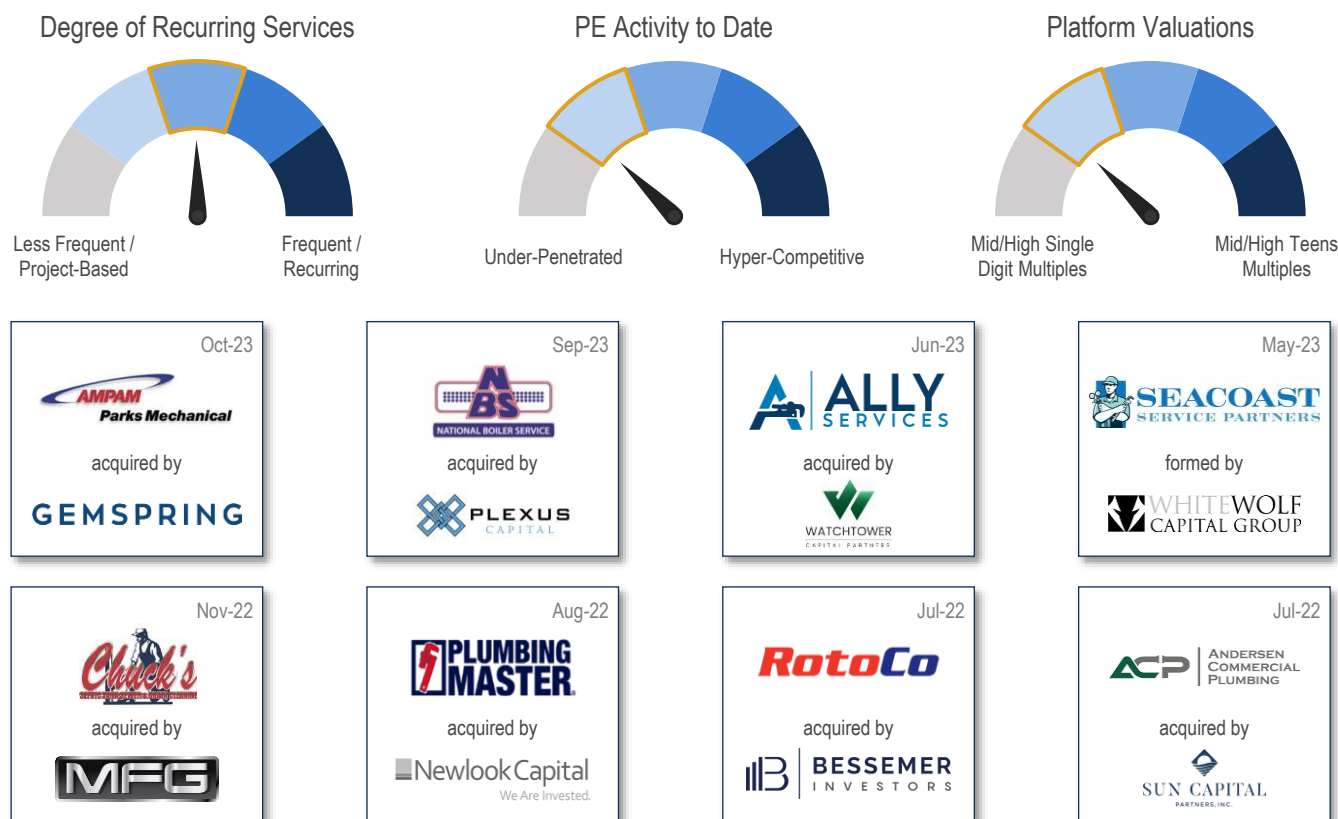 Degree of Recurring Services
PE Activity to Date
Platform Valuations
Less Frequent /
Project-Based
Frequent /
Recurring
Under-Penetrated
Hyper-Competitive
Mid/High Single
Digit Multiples
Mid/High Teens
Multiples
Oct-23
AMPAM
Parks Mechanical
acquired by
GEMSPRING
Sep-23
NBS
NATIONAL BOILER SERVICE
acquired by
PLEXUS
CAPITAL
Jun-23
ALLY
SERVICES
acquired by
WATCHTOWER
CAPITAL PARTNERS
May-23
SEACOAST
SERVICE PARTNERS
formed by
WHITEWOLF
CAPITAL GROUP
Nov-22
Chuck's
acquired by
MFG
Aug-22
PLUMBING
MASTER
acquired by
Newlook Capital
We Are Invested.
Jul-22
RotoCo
acquired by
BESSEMER
INVESTORS
Jul-22
ACP
ANDERSEN
COMMERCIAL
PLUMBING
acquired by
SUN CAPITAL
PARTNERS, INC.